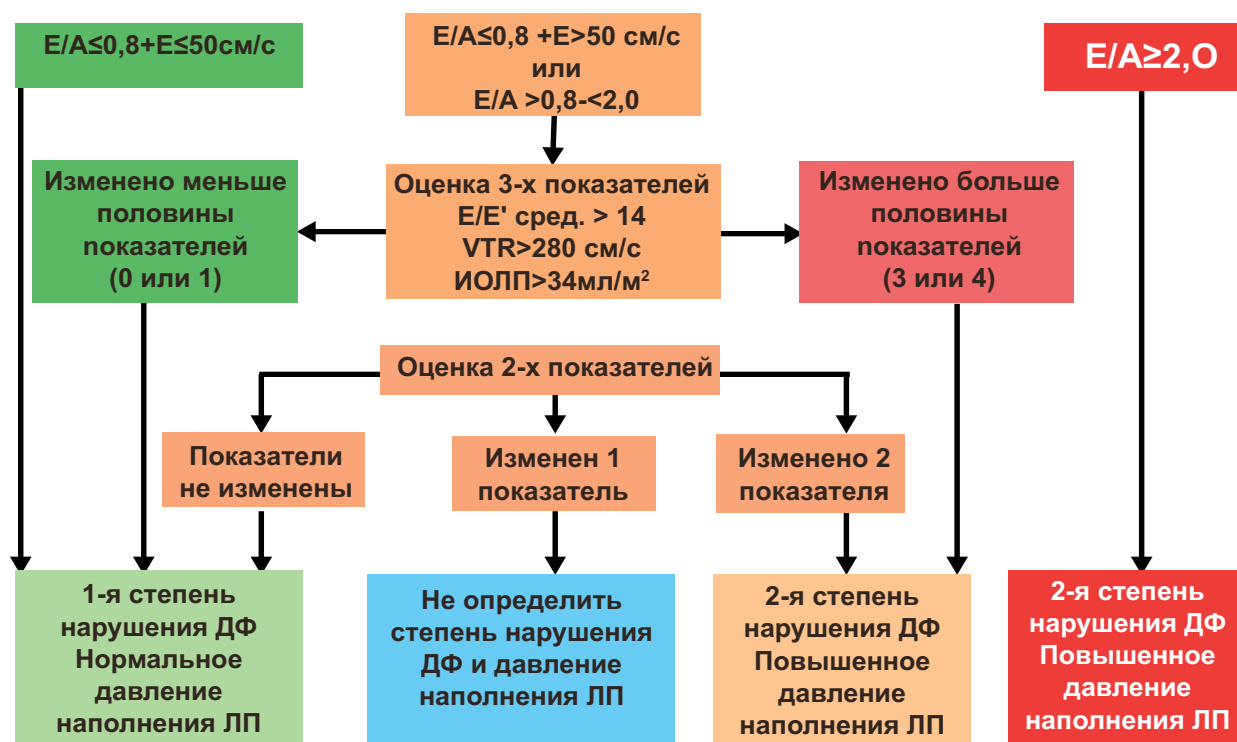 E/A≤0,8+E≤50см/с
E/A≤0,8 +E>50 см/с
или
E/A >0,8-<2,0
E/A≥2,О
Изменено меньше
половины
nоказателей
(0 или 1)
Оценка 3-х показателей
E/E' сред. > 14
VTR>280 см/с
ИОЛП>34мл/м²
Изменено больше
половины
nоказателей
(3 или 4)
Оценка 2-х показателей
Показатели
не изменены
Изменен 1
показатель
Изменено 2
показателя
1-я степень
нарушения ДФ
Нормальное
давление
наполнения ЛП
Не определить
степень нарушения
ДФ и давление
наполнения ЛП
2-я степень
нарушения ДФ
Повышенное
давление
наполнения ЛП
2-я степень
нарушения ДФ
Повышенное
давление
наполнения ЛП